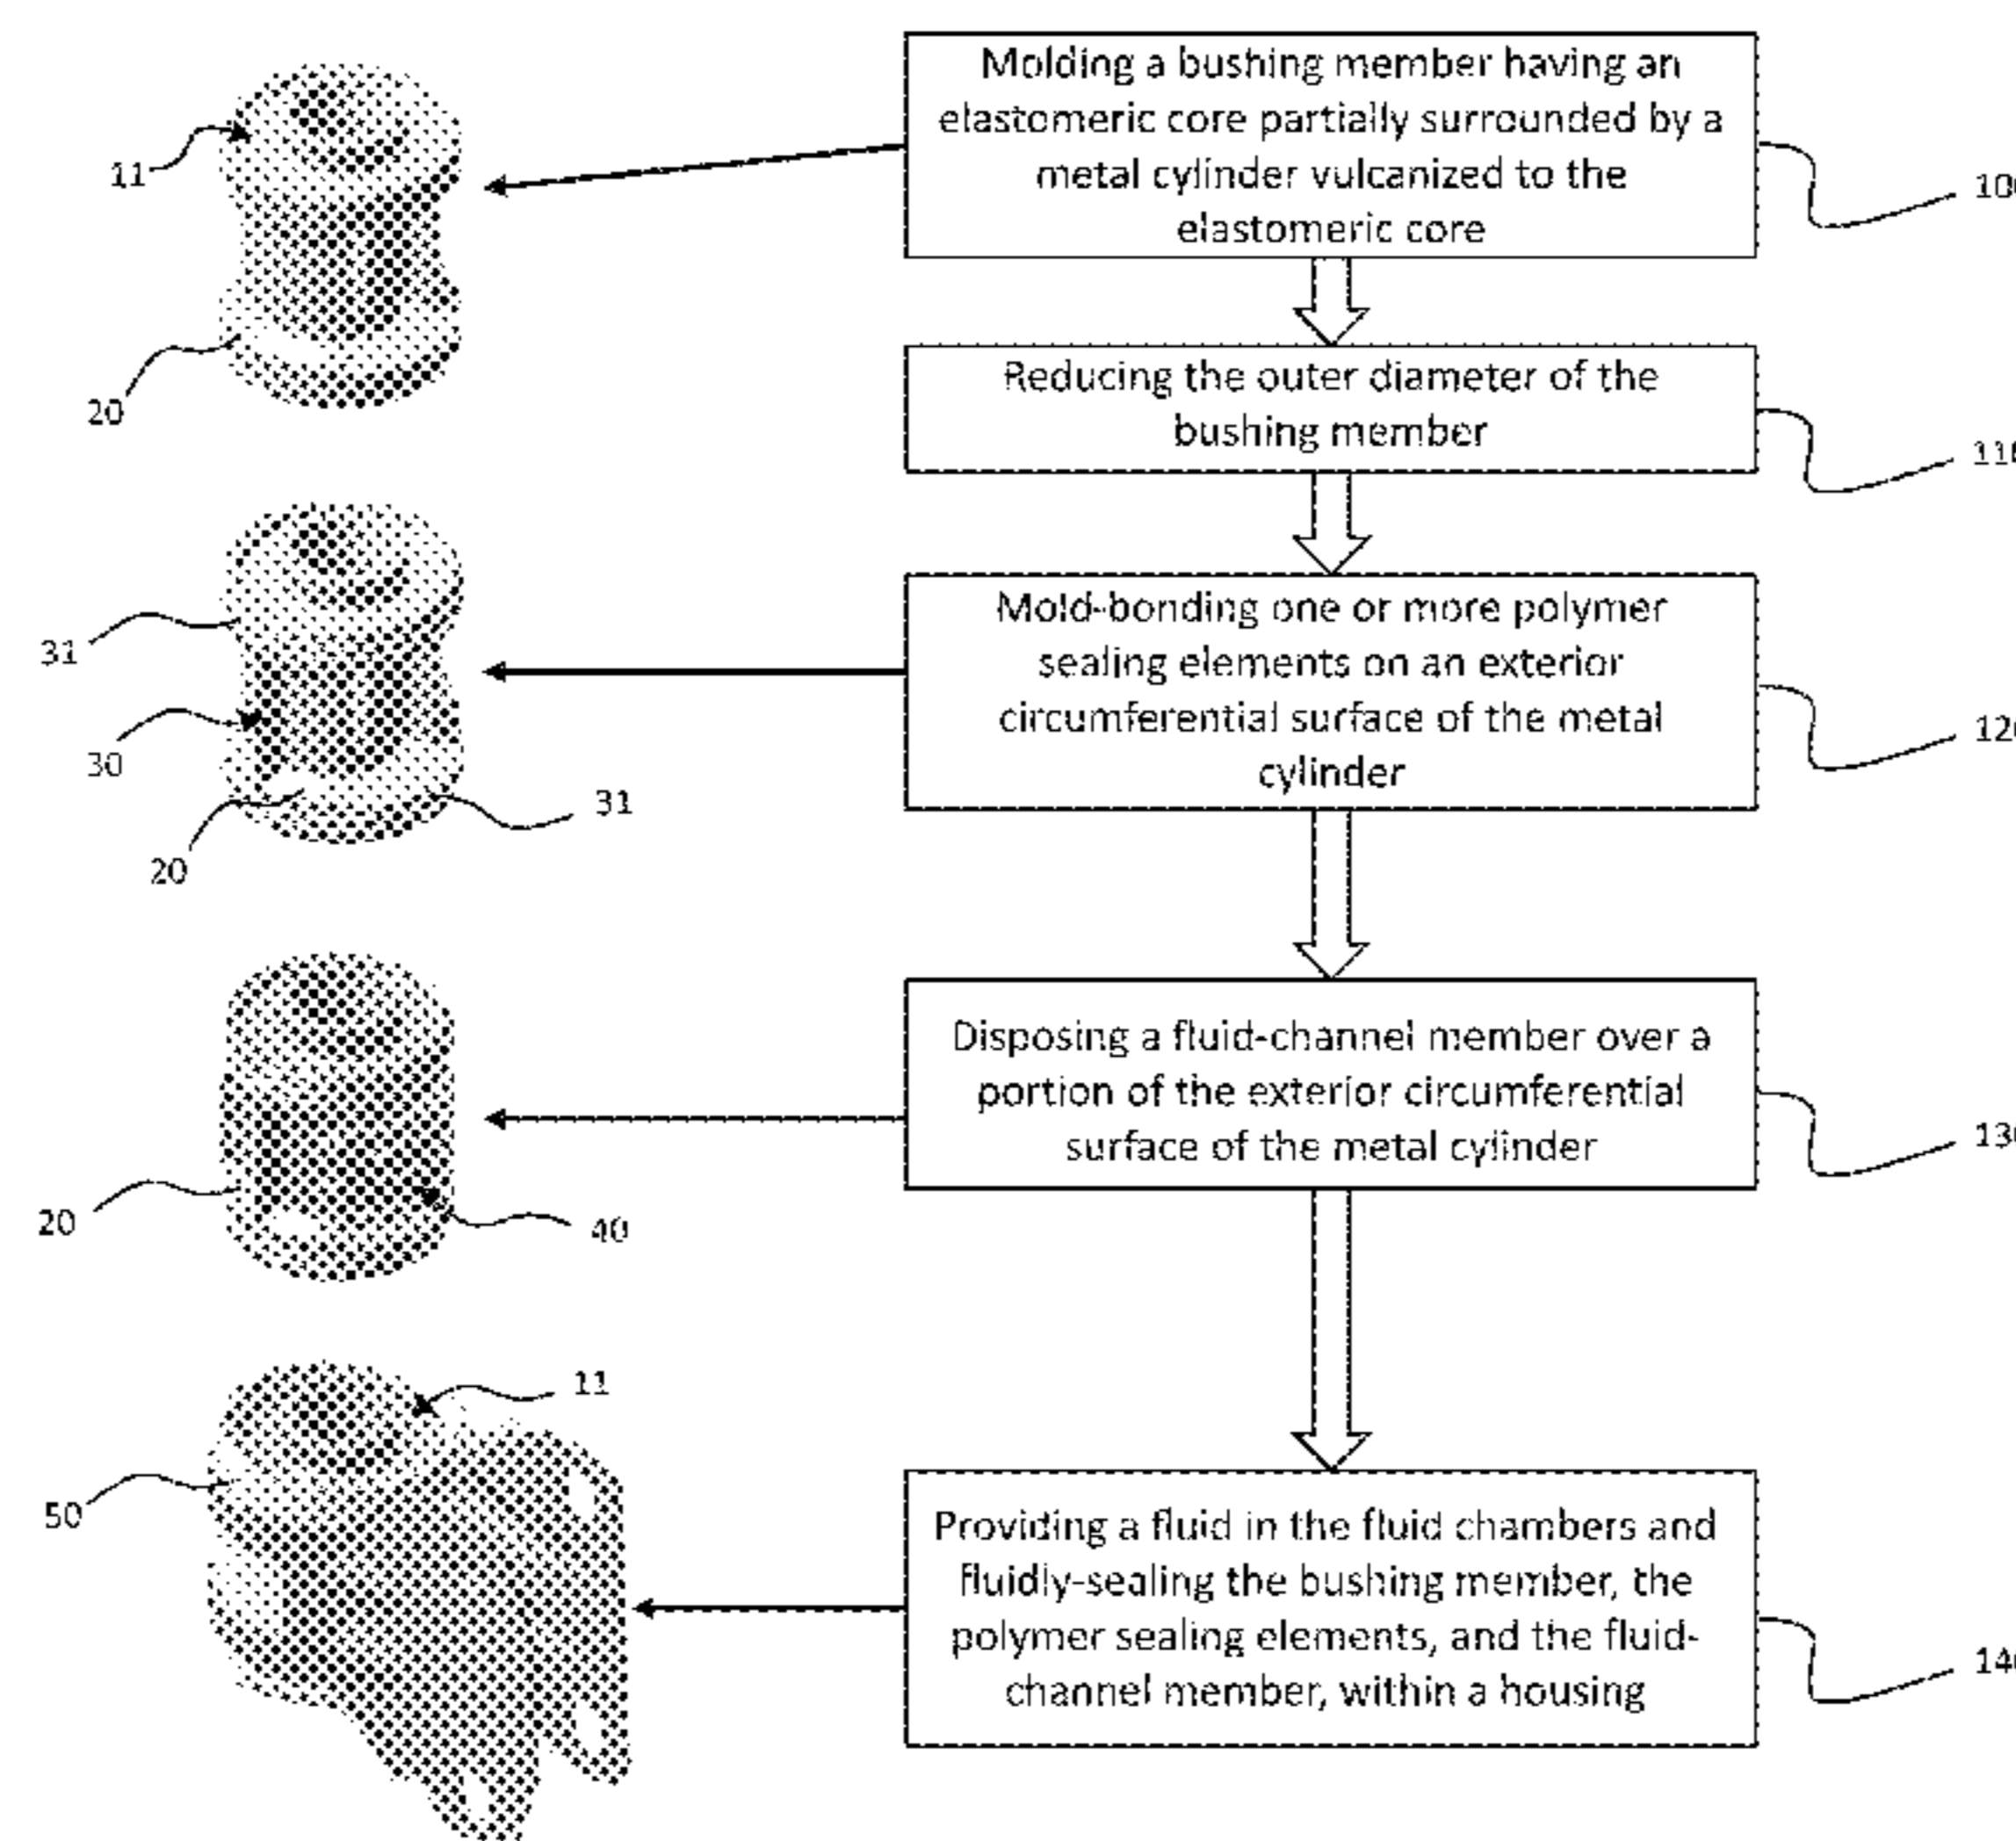 Molding a bushing member having an
elastomeric core partially surrounded by a
metal cylinder vulcanized to the
elastomeric core
11
20
Reducing the outer diameter of the
bushing member
Mold-bonding one or more polymer
sealing elements on an exterior
circumferential surface of the metal
cylinder
31
30
31
20
Disposing a fluid-channel member over a
portion of the exterior circumferential
surface of the metal cylinder
20
40
11
50
Providing a fluid in the fluid chambers and
fluidly-sealing the bushing member, the
polymer sealing elements, and the fluid-
channel member, within a housing